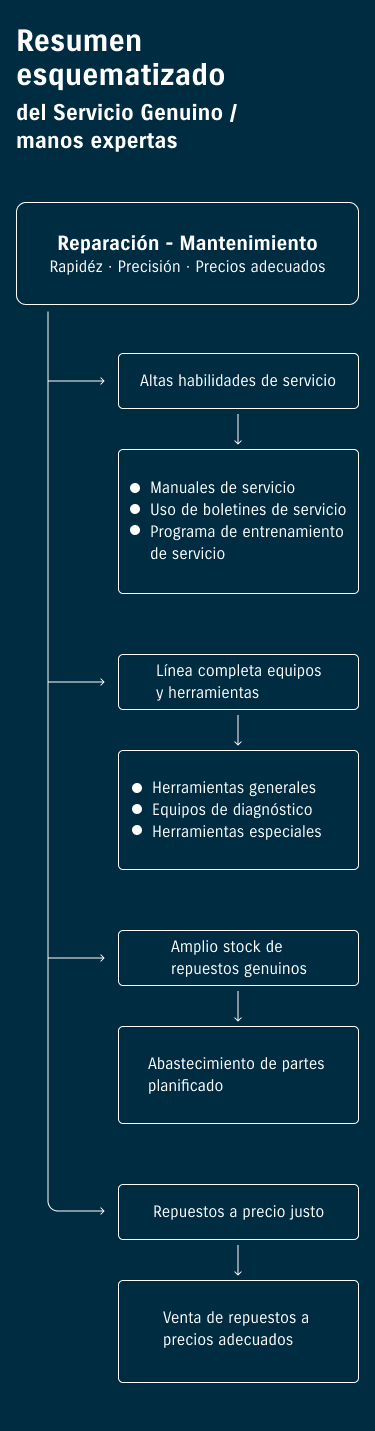 Resumen
esquematizado
del Servicio Genuino /
manos expertas
Reparación - Mantenimiento
Rapidéz · Precisión · Precios adecuados
Altas habilidades de servicio
Manuales de servicio
Uso de boletines de servicio
Programa de entrenamiento
de servicio
Línea completa equipos
y herramientas
Herramientas generales
Equipos de diagnóstico
Herramientas especiales
Amplio stock de
repuestos genuinos
Abastecimiento de partes
planificado
Repuestos a precio justo
Venta de repuestos a
precios adecuados